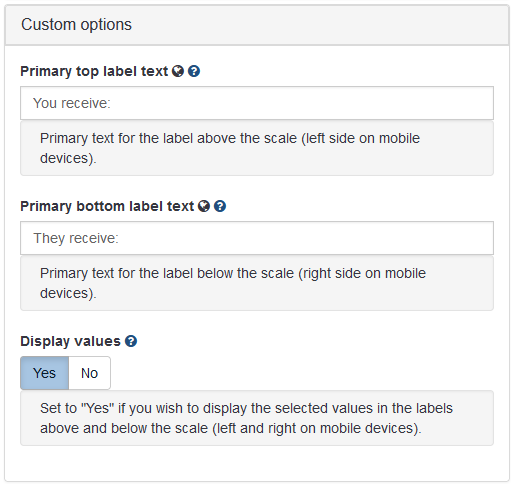 Custom options
Primary top label text
You receive:
Primary text for the label above the scale (left side on mobile
devices).
Primary bottom label text
They receive:
Primary text for the label below the scale (right side on mobile
devices).
Display values
Yes No
Set to "Yes" if you wish to display the selected values in the labels
above and below the scale (left and right on mobile devices).